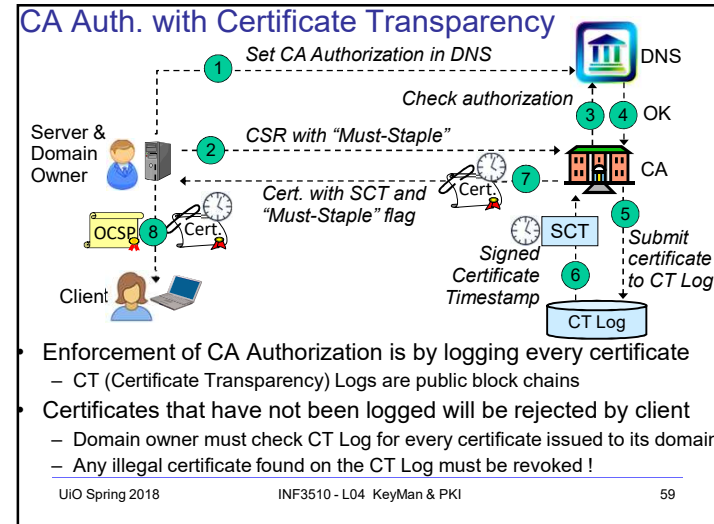 CA Auth. with Certificate Transparency
Set CA Authorization in DNS
1
DNS
Check authorization
3
4
OK
Server &
Domain
Owner
2
CSR with “Must-Staple”
CA
7
Cert.
Cert. with SCT and
“Must-Staple” flag
5
Submit
certificate
to CT Log
OCSP
8
Cert.
SCT
Signed
Certificate
Timestamp
6
Client
CT Log
• Enforcement of CA Authorization is by logging every certificate
– CT (Certificate Transparency) Logs are public block chains
• Certificates that have not been logged will be rejected by client
– Domain owner must check CT Log for every certificate issued to its domain
– Any illegal certificate found on the CT Log must be revoked !
UiO Spring 2018
INF3510 - L04 KeyMan & PKI
59